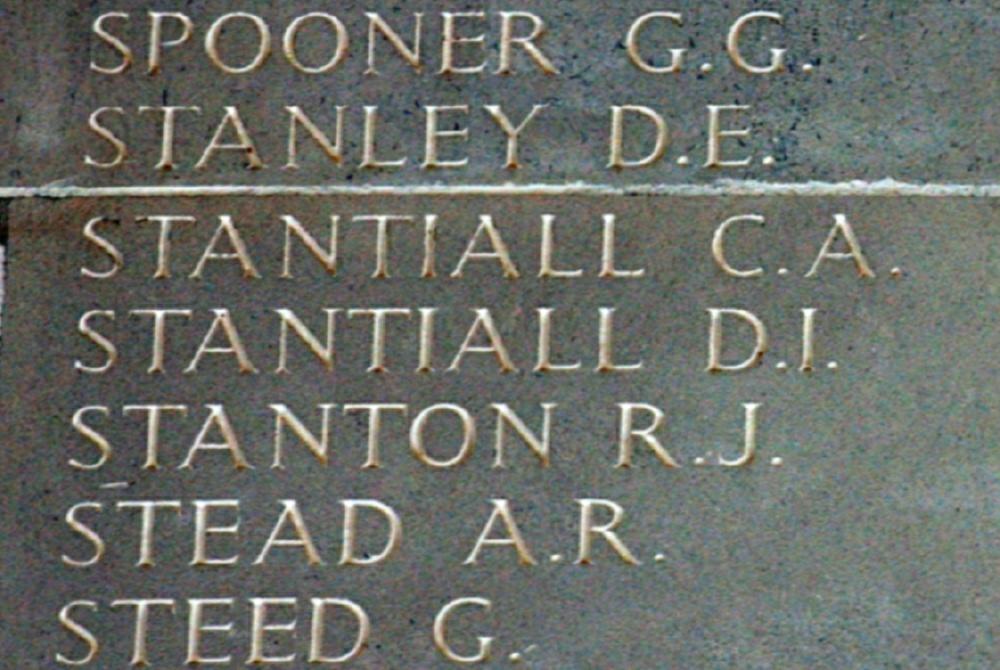 SPOONER G.G.
STANLEY D.E.
STANTIALL C.A.
STANTIALL D.I.
STANTON R.J.
STEAD A.R.
STEED G.